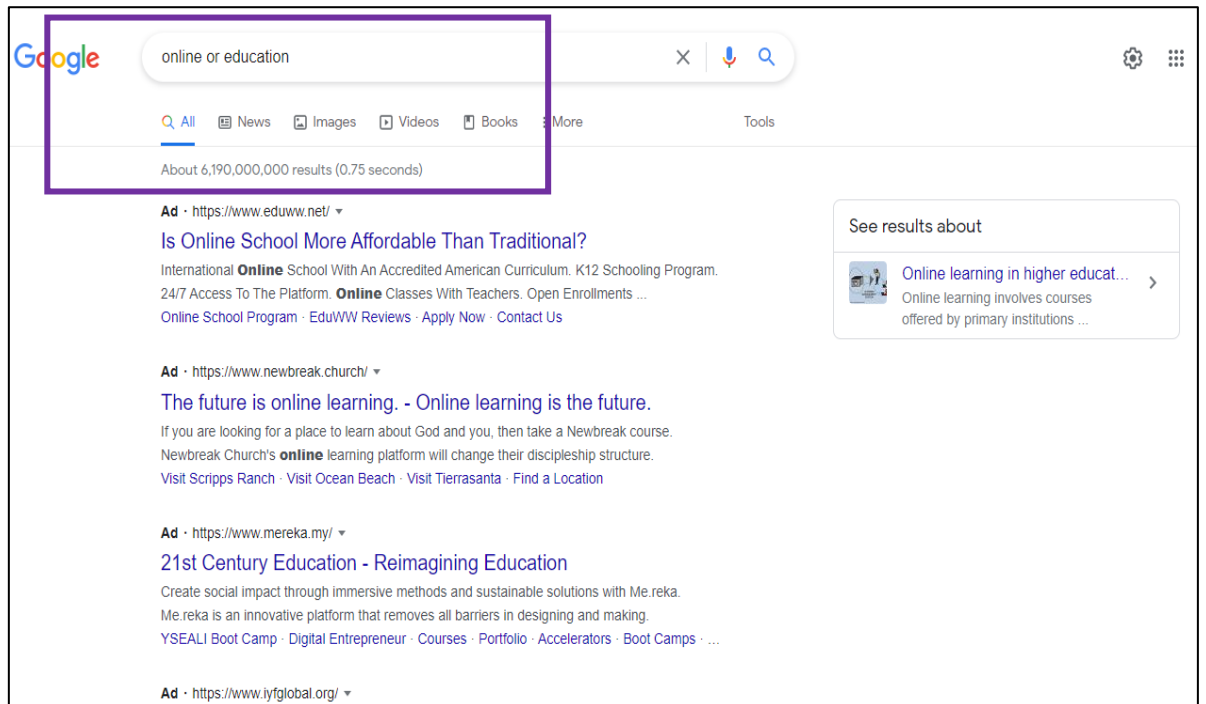 Google
online or education
All News Images Videos Books More Tools
About 6,190,000,000 results (0.75 seconds)
Ad · https://www.eduww.net/
Is Online School More Affordable Than Traditional?
International Online School With An Accredited American Curriculum. K12 Schooling Program.
24/7 Access To The Platform. Online Classes With Teachers. Open Enrollments ...
Online School Program · EduWW Reviews · Apply Now · Contact Us
See results about
Online learning in higher educat...
Online learning involves courses
offered by primary institutions ...
Ad · https://www.newbreak.church/
The future is online learning. - Online learning is the future.
If you are looking for a place to learn about God and you, then take a Newbreak course.
Newbreak Church's online learning platform will change their discipleship structure.
Visit Scripps Ranch · Visit Ocean Beach · Visit Tierrasanta · Find a Location
Ad · https://www.mereka.my/
21st Century Education - Reimagining Education
Create social impact through immersive methods and sustainable solutions with Me.reka.
Me.reka is an innovative platform that removes all barriers in designing and making.
YSEALI Boot Camp · Digital Entrepreneur · Courses · Portfolio · Accelerators · Boot Camps · ...
Ad · https://www.iyfglobal.org/